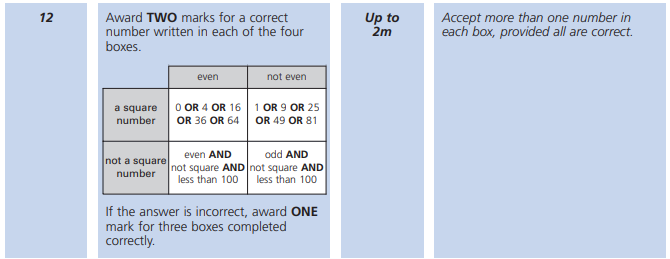 12
Award TWO marks for a correct
number written in each of the four
boxes.
even
not even
a square
number
0 OR 4 OR 16
OR 36 OR 64
1 OR 9 OR 25
OR 49 OR 81
not a square
number
even AND
not square AND
less than 100
odd AND
not square AND
less than 100
If the answer is incorrect, award ONE
mark for three boxes completed
correctly.
Up to
2m
Accept more than one number in
each box, provided all are correct.